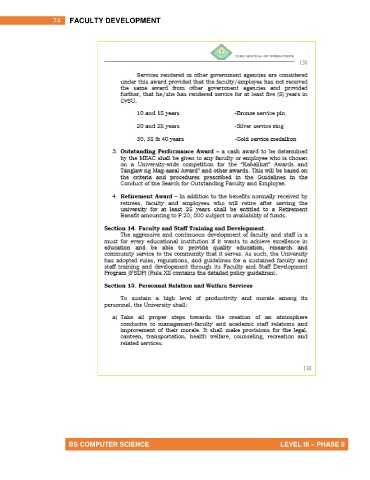 74 FACULTY DEVELOPMENT
2024 MANUAL OF OPERATIONS
Services rendered in other government agencies are considered
under this award provided that the faculty/employee has not received
the same award from other government agencies and provided
further, that he/she has rendered service for at least five (5) years in
CvSU.
10 and 15 years -Bronze service pin
20 and 25 years -Silver service ring
30, 35 & 40 years -Gold service medallion
3. Outstanding Performance Award – a cash award to be determined
by the MEAC shall be given to any faculty or employee who is chosen
on a University-wide competition for the "Kabalikat" Awards and
Tanglaw ng Mag-aaral Award" and other awards. This will be based on
the criteria and procedures prescribed in the Guidelines in the
Conduct of the Search for Outstanding Faculty and Employee.
4. Retirement Award – In addition to the benefits normally received by
retirees, faculty and employees who will retire after serving the
university for at least 25 years shall be entitled to a Retirement
Benefit amounting to P 20, 000 subject to availability of funds.
Section 14. Faculty and Staff Training and Development.
The aggressive and continuous development of faculty and staff is a
must for every educational institution if it wants to achieve excellence in
education and be able to provide quality education, research and
community service to the community that it serves. As such, the University
has adopted rules, regulations, and guidelines for a sustained faculty and
staff training and development through its Faculty and Staff Development
Program (FSDP) (Rule XII contains the detailed policy guidelines).
Section 15. Personnel Relation and Welfare Services
To sustain a high level of productivity and morale among its
personnel, the University shall:
a) Take all proper steps towards the creation of an atmosphere
conducive to management-faculty and academic staff relations and
improvement of their morale. It shall make provisions for the legal,
canteen, transportation, health welfare, counseling, recreation and
related services.
BS COMPUTER SCIENCE LEVEL III – PHASE II